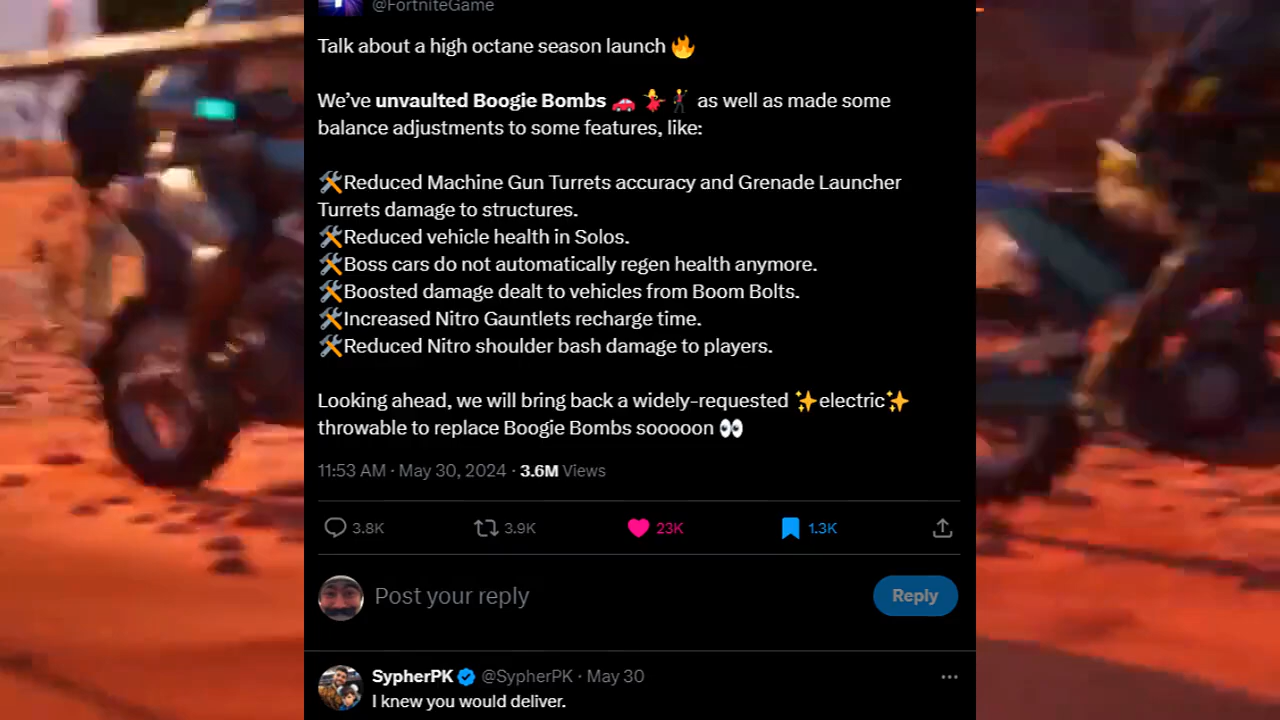 @FortniteGame
Talk about a high octane season launch 🔥
We’ve unvaulted Boogie Bombs 🚗 💃🕺 as well as made some
balance adjustments to some features, like:
🛠Reduced Machine Gun Turrets accuracy and Grenade Launcher
Turrets damage to structures.
🛠Reduced vehicle health in Solos.
🛠Boss cars do not automatically regen health anymore.
🛠Boosted damage dealt to vehicles from Boom Bolts.
🛠Increased Nitro Gauntlets recharge time.
🛠Reduced Nitro shoulder bash damage to players.
Looking ahead, we will bring back a widely-requested ✨electric✨
throwable to replace Boogie Bombs sooooon 👀
11:53 AM · May 30, 2024 · 3.6M Views
3.8K 3.9K 23K 1.3K
Post your reply Reply
SypherPK @SypherPK · May 30 ···
I knew you would deliver.